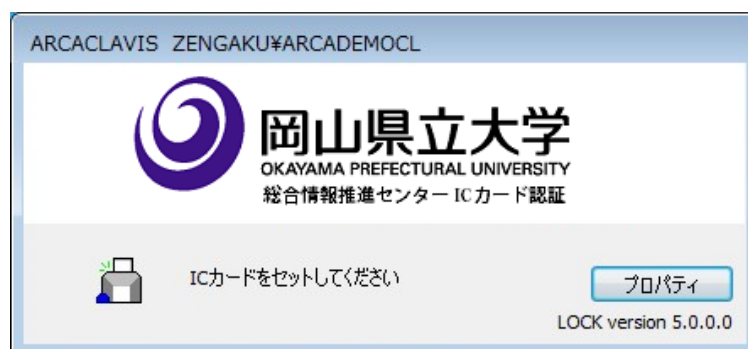 ARCACLAVIS ZENGAKU¥ARCADEMOCL
岡山県立大学
OKAYAMA PREFECTURAL UNIVERSITY
総合情報推進センター ICカード認証
ICカードをセットしてください
プロパティ
LOCK version 5.0.0.0